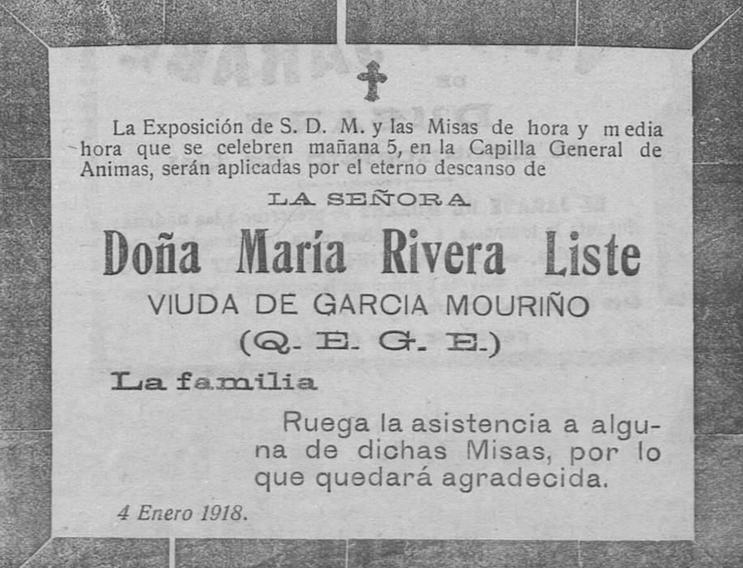 La Exposición de S. D. M. y las Misas de hora y media
hora que se celebren mañana 5, en la Capilla General de
Animas, serán aplicadas por el eterno descanso de
LA SEÑORA
Doña María Rivera Liste
VIUDA DE GARCIA MOURIÑO
(Q. E. G. E.)
La familia
Ruega la asistencia a algu-
na de dichas Misas, por lo
que quedará agradecida.
4 Enero 1918.